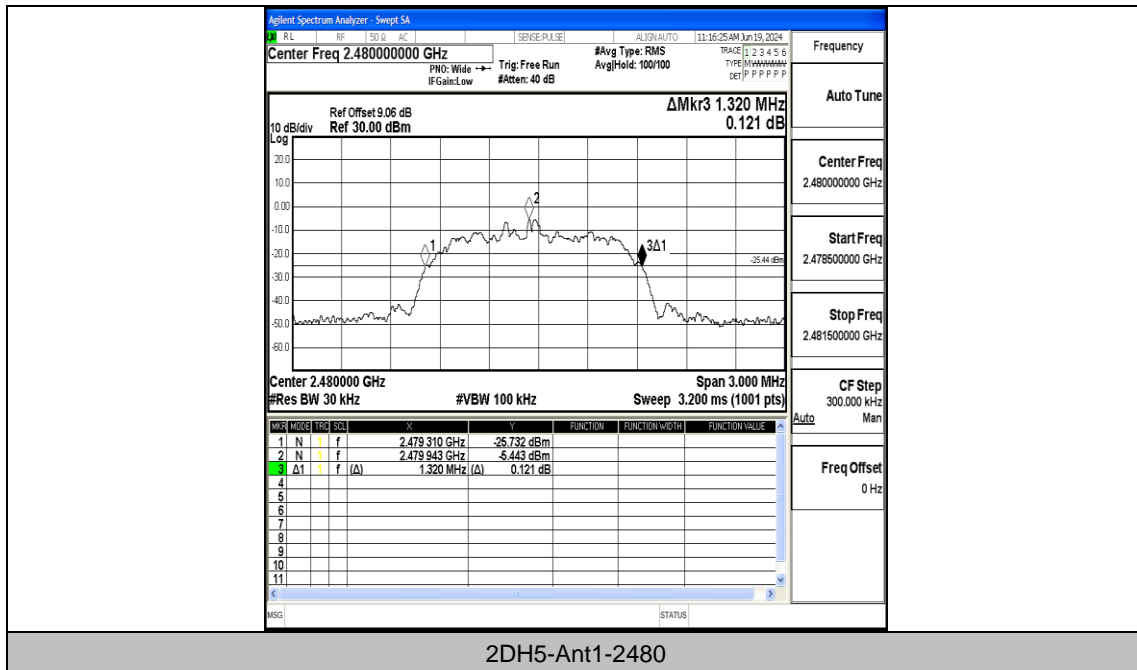 Agilent Spectrum Analyzer - Swept SA
RL RF 50 Ω AC SENSE:PULSE ALIGN AUTO 11:16:25 AM Jun 19, 2024
Center Freq 2.480000000 GHz
PNO: Wide
IFGain:Low
Trig: Free Run
#Atten: 40 dB
#Avg Type: RMS
Avg|Hold: 100/100
TRACE 1 2 3 4 5 6
TYPE M
DET P P P P P P
Frequency
Ref Offset 9.06 dB
10 dB/div Ref 30.00 dBm
Log
ΔMkr3 1.320 MHz
0.121 dB
20.0
10.0
0.00
-10.0
-20.0
-30.0
-40.0
-50.0
-60.0
1
2
3Δ1
-25.44 dBm
Center 2.480000 GHz Span 3.000 MHz
#Res BW 30 kHz #VBW 100 kHz Sweep 3.200 ms (1001 pts)
MKR MODE TRC SCL X Y FUNCTION FUNCTION WIDTH FUNCTION VALUE
1 N 1 f 2.479 310 GHz -25.732 dBm
2 N 1 f 2.479 943 GHz -5.443 dBm
3 Δ1 1 f (Δ) 1.320 MHz (Δ) 0.121 dB
4
5
6
7
8
9
10
11
MSG STATUS
Auto Tune
Center Freq
2.480000000 GHz
Start Freq
2.478500000 GHz
Stop Freq
2.481500000 GHz
CF Step
300.000 kHz
Auto Man
Freq Offset
0 Hz
2DH5-Ant1-2480